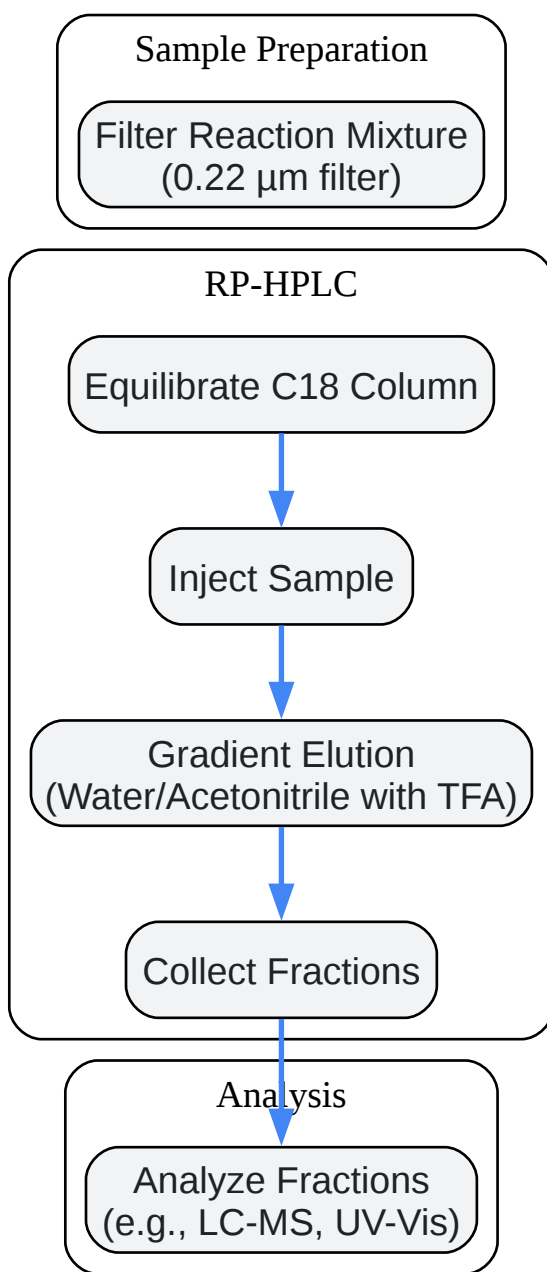 Sample Preparation
Filter Reaction Mixture
(0.22 µm filter)
RP-HPLC
Equilibrate C18 Column
Inject Sample
Gradient Elution
(Water/Acetonitrile with TFA)
Collect Fractions
Analysis
Analyze Fractions
(e.g., LC-MS, UV-Vis)